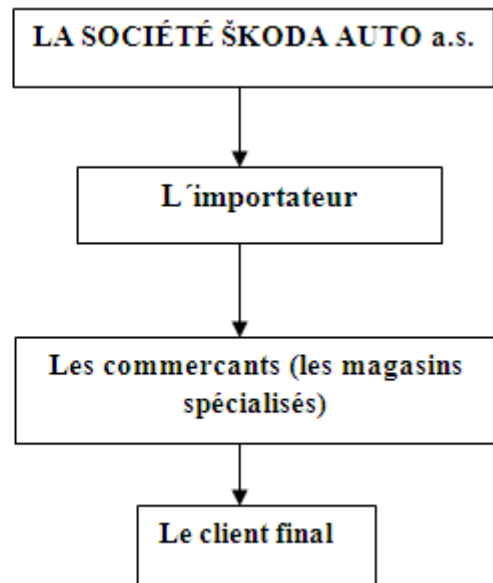 LA SOCIÉTÉ ŠKODA AUTO a.s.
L´importateur
Les commercants (les magasins
spécialisés)
Le client final